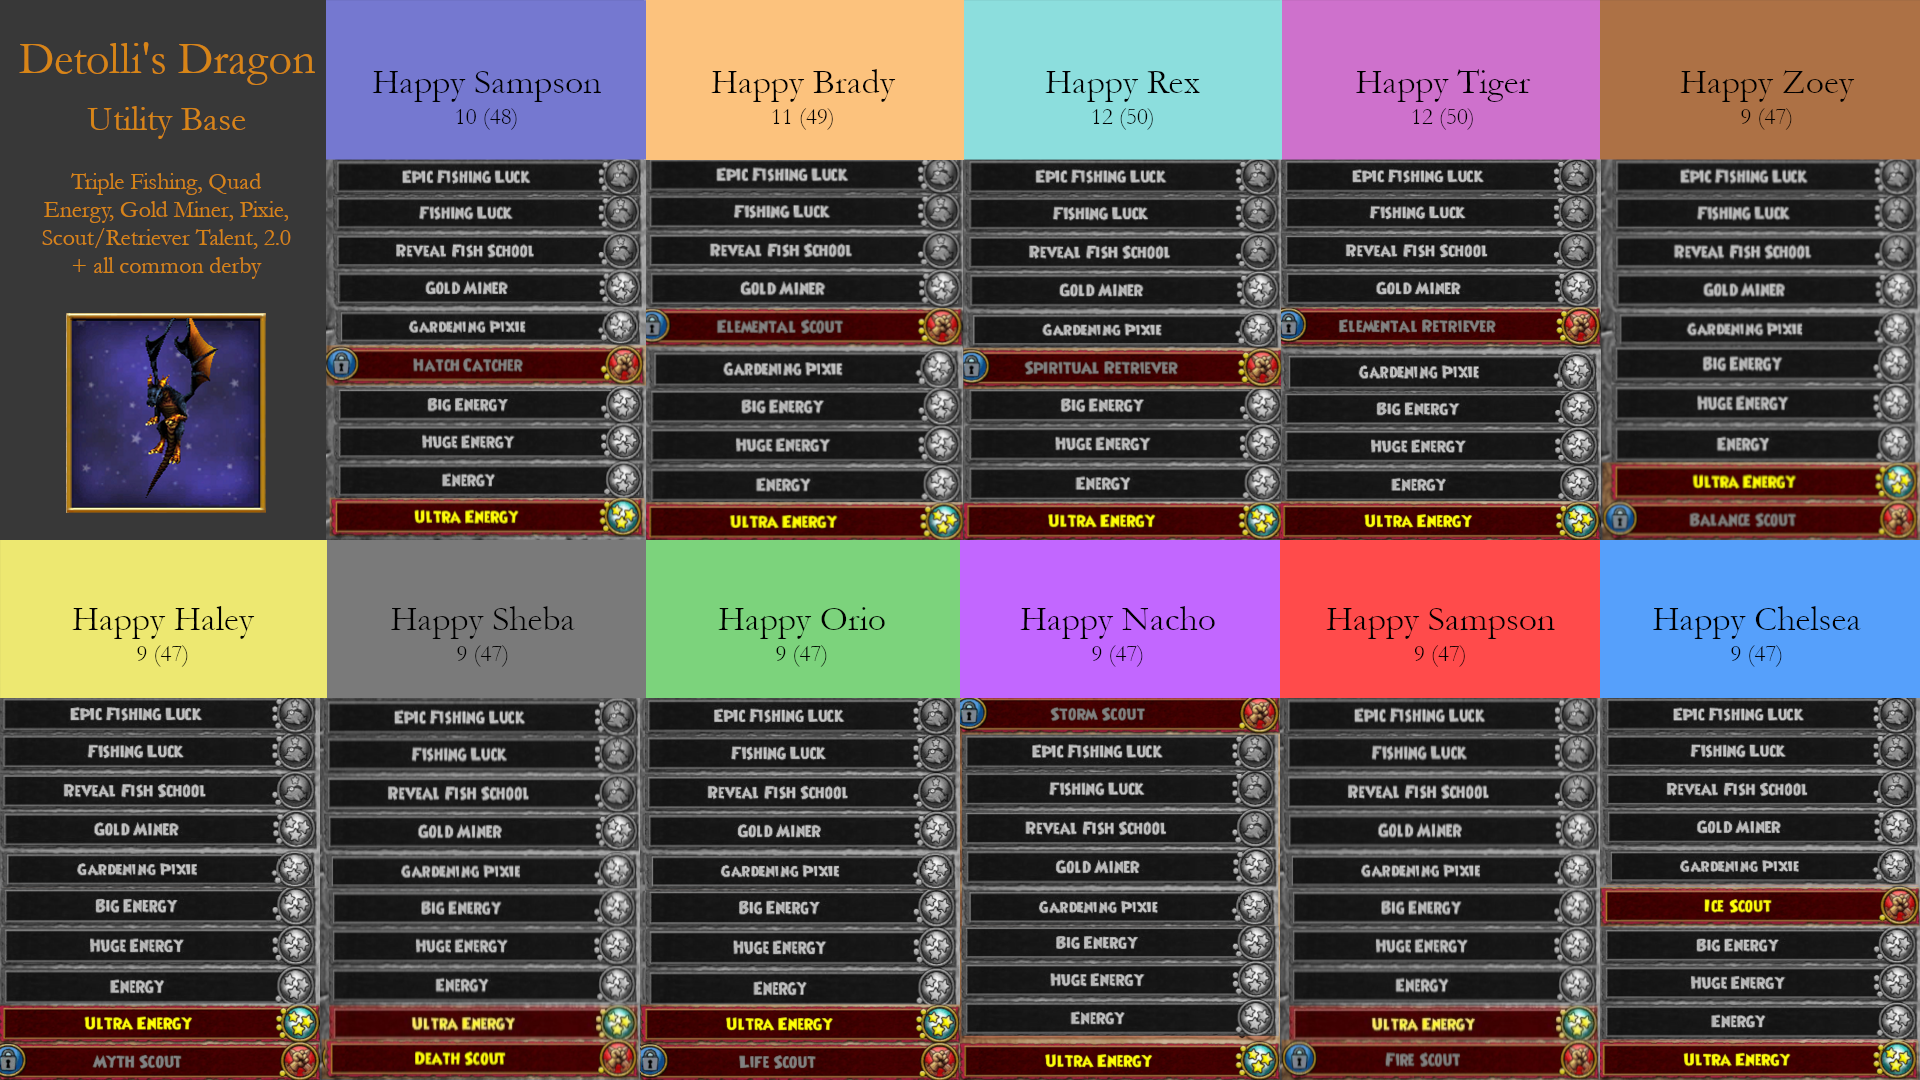 Detolli's Dragon
Utility Base
Triple Fishing, Quad
Energy, Gold Miner, Pixie,
Scout/Retriever Talent, 2.0
+ all common derby
Happy Sampson
10 (48)
EPIC FISHING LUCK
FISHING LUCK
REVEAL FISH SCHOOL
GOLD MINER
GARDENING PIXIE
HATCH CATCHER
BIG ENERGY
HUGE ENERGY
ENERGY
ULTRA ENERGY
Happy Brady
11 (49)
EPIC FISHING LUCK
FISHING LUCK
REVEAL FISH SCHOOL
GOLD MINER
ELEMENTAL SCOUT
GARDENING PIXIE
BIG ENERGY
HUGE ENERGY
ENERGY
ULTRA ENERGY
Happy Rex
12 (50)
EPIC FISHING LUCK
FISHING LUCK
REVEAL FISH SCHOOL
GOLD MINER
GARDENING PIXIE
SPIRITUAL RETRIEVER
BIG ENERGY
HUGE ENERGY
ENERGY
ULTRA ENERGY
Happy Tiger
12 (50)
EPIC FISHING LUCK
FISHING LUCK
REVEAL FISH SCHOOL
GOLD MINER
ELEMENTAL RETRIEVER
GARDENING PIXIE
BIG ENERGY
HUGE ENERGY
ENERGY
ULTRA ENERGY
Happy Zoey
9 (47)
EPIC FISHING LUCK
FISHING LUCK
REVEAL FISH SCHOOL
GOLD MINER
GARDENING PIXIE
BIG ENERGY
HUGE ENERGY
ENERGY
ULTRA ENERGY
BALANCE SCOUT
Happy Haley
9 (47)
EPIC FISHING LUCK
FISHING LUCK
REVEAL FISH SCHOOL
GOLD MINER
GARDENING PIXIE
BIG ENERGY
HUGE ENERGY
ENERGY
ULTRA ENERGY
MYTH SCOUT
Happy Sheba
9 (47)
EPIC FISHING LUCK
FISHING LUCK
REVEAL FISH SCHOOL
GOLD MINER
GARDENING PIXIE
BIG ENERGY
HUGE ENERGY
ENERGY
ULTRA ENERGY
DEATH SCOUT
Happy Orio
9 (47)
EPIC FISHING LUCK
FISHING LUCK
REVEAL FISH SCHOOL
GOLD MINER
GARDENING PIXIE
BIG ENERGY
HUGE ENERGY
ENERGY
ULTRA ENERGY
LIFE SCOUT
Happy Nacho
9 (47)
STORM SCOUT
EPIC FISHING LUCK
FISHING LUCK
REVEAL FISH SCHOOL
GOLD MINER
GARDENING PIXIE
BIG ENERGY
HUGE ENERGY
ENERGY
ULTRA ENERGY
Happy Sampson
9 (47)
EPIC FISHING LUCK
FISHING LUCK
REVEAL FISH SCHOOL
GOLD MINER
GARDENING PIXIE
BIG ENERGY
HUGE ENERGY
ENERGY
ULTRA ENERGY
FIRE SCOUT
Happy Chelsea
9 (47)
EPIC FISHING LUCK
FISHING LUCK
REVEAL FISH SCHOOL
GOLD MINER
GARDENING PIXIE
ICE SCOUT
BIG ENERGY
HUGE ENERGY
ENERGY
ULTRA ENERGY